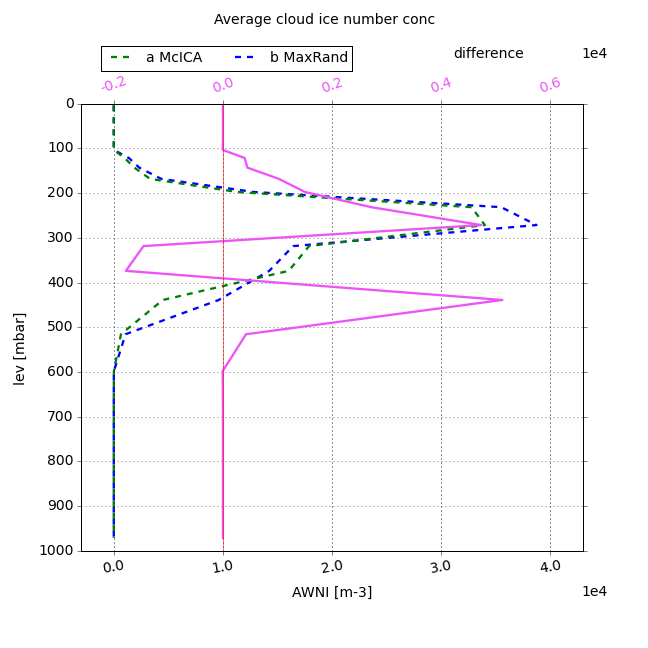 Average cloud ice number conc
a McICA b MaxRand difference 1e4
-0.2 0.0 0.2 0.4 0.6
0
100
200
300
400
500
600
700
800
900
1000
lev [mbar]
0.0 1.0 2.0 3.0 4.0
AWNI [m-3] 1e4